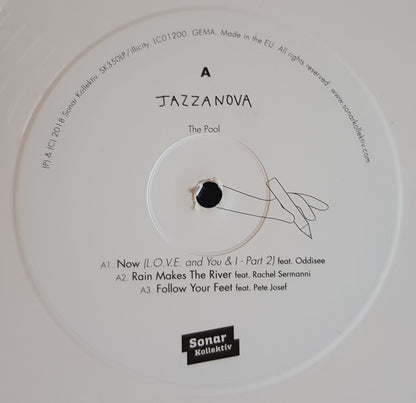 (P) & (C) 2018 Sonar Kollektiv. SK350LP/illicity. LC01200. GEMA. Made in the EU. All rights reserved. www.sonarkollektiv.com
A
JAZZANOVA
The Pool
A1. Now (L.O.V.E. and You & I - Part 2) feat. Oddisee
A2. Rain Makes The River feat. Rachel Sermanni
A3. Follow Your Feet feat. Pete Josef
Sonar
Kollektiv